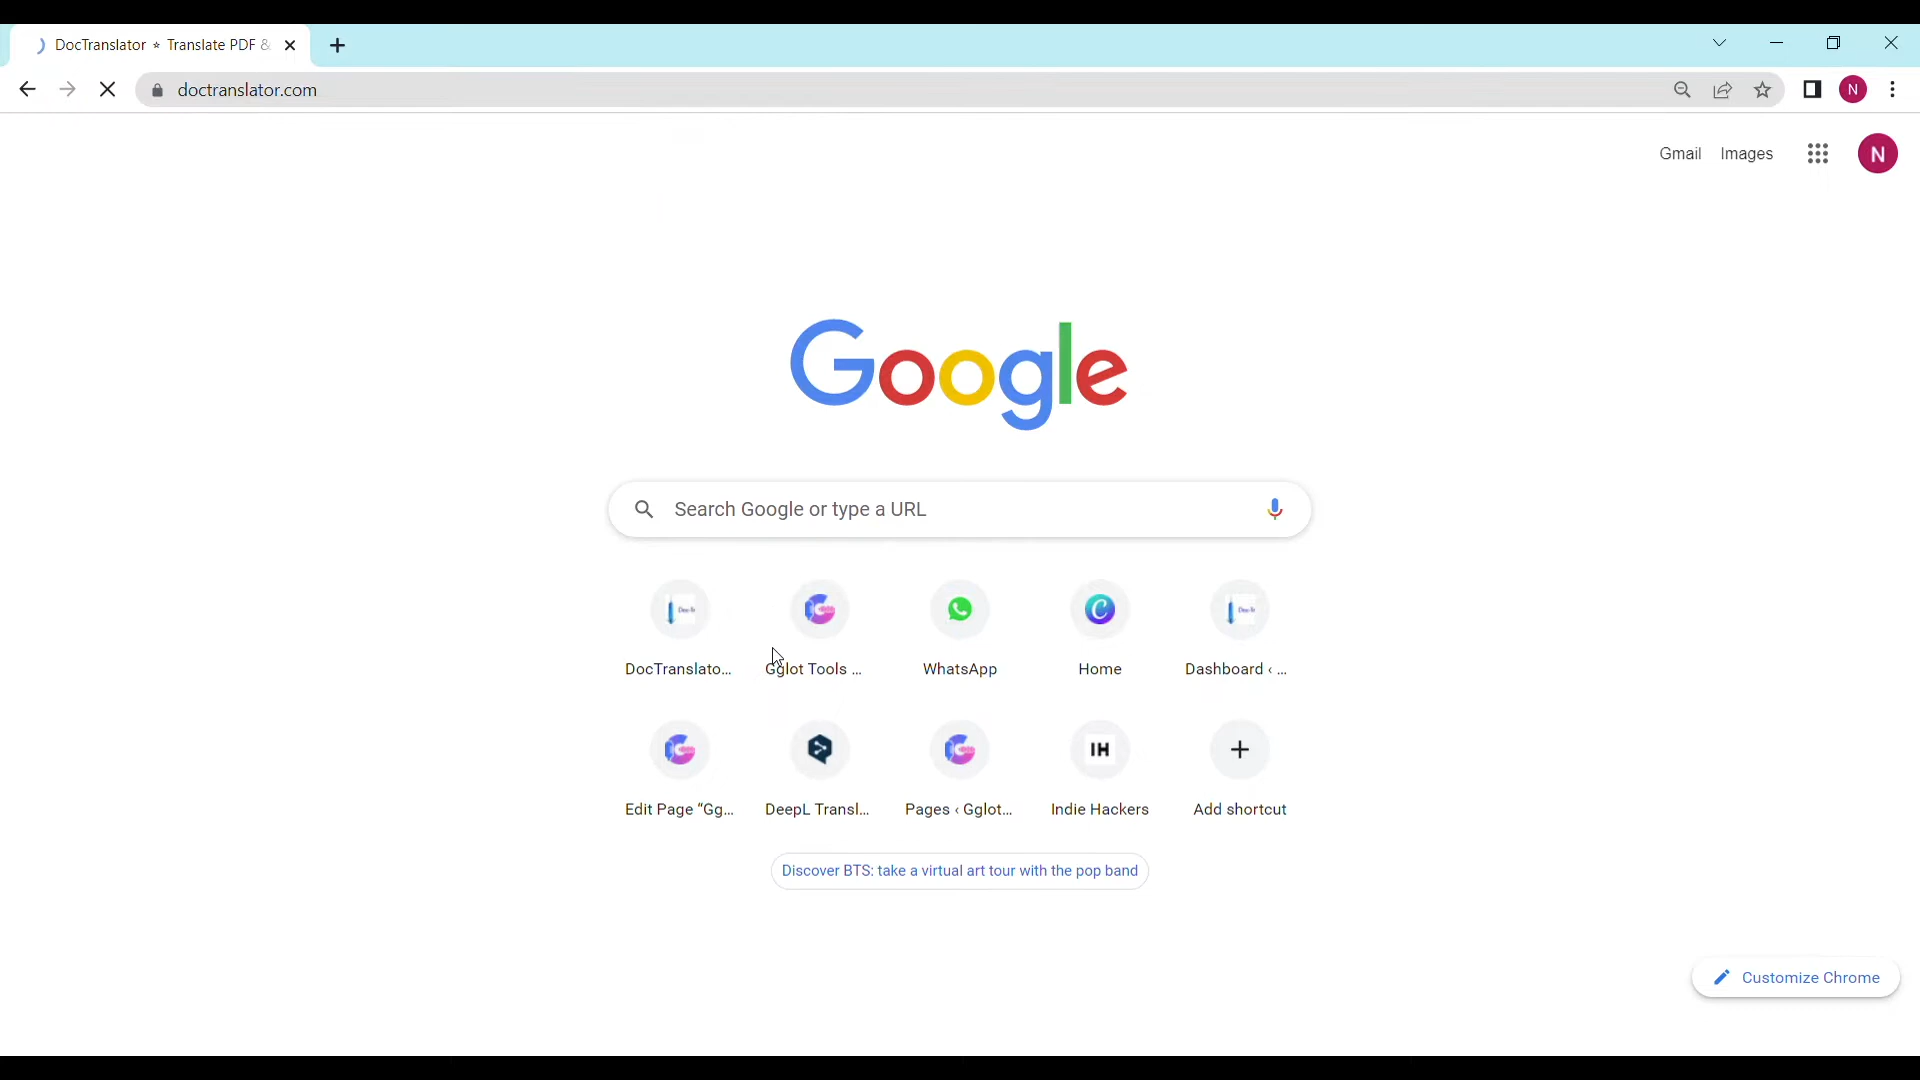 DocTranslator ⭑ Translate PDF &
doctranslator.com
N
Gmail Images
N
Google
Search Google or type a URL
DocTranslato... Gglot Tools ... WhatsApp Home Dashboard ‹ ...
IH
Edit Page “Gg... DeepL Transl... Pages ‹ Gglot... Indie Hackers Add shortcut
Discover BTS: take a virtual art tour with the pop band
Customize Chrome